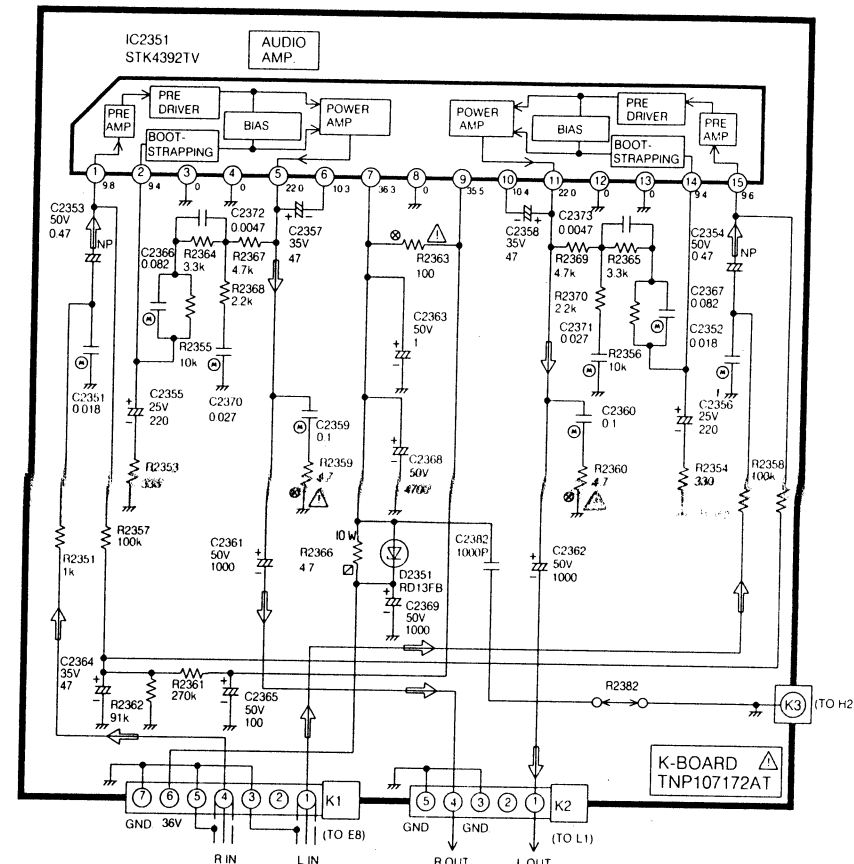 IC2351
STK4392TV
AUDIO
AMP.
PRE
AMP
PRE
DRIVER
BIAS
BOOT-
STRAPPING
POWER
AMP
POWER
AMP
PRE
DRIVER
BIAS
BOOT-
STRAPPING
PRE
AMP
1 2 3 4 5 6 7 8 9 10 11 12 13 14 15
9.8 9.4 0 0 22.0 10.3 36.3 0 35.5 10.4 22.0 0 0 9.4 9.6
C2353
50V
0.47
NP
C2366
0.082
R2364
3.3k
C2372
0.0047
R2367
4.7k
R2368
2.2k
C2357
35V
47
R2363
100
C2358
35V
47
C2373
0.0047
R2369
4.7k
R2365
3.3k
C2354
50V
0.47
NP
R2370
2.2k
C2367
0.082
C2352
0.018
C2371
0.027
R2356
10k
C2363
50V
1
M
M
M
M
M
M
R2355
10k
C2351
0.018
C2355
25V
220
C2370
0.027
C2359
0.1
M
R2353
R2359
4.7
C2368
50V
4700
C2360
0.1
M
R2360
4.7
C2356
25V
220
R2354
330
R2358
100k
R2351
1k
R2357
100k
C2361
50V
1000
10W
R2366
4.7
D2351
RD13FB
C2369
50V
1000
C2382
1000P
C2362
50V
1000
C2364
35V
47
R2362
91k
R2361
270k
C2365
50V
100
R2382
K3
(TO H2
K-BOARD
TNP107172AT
7 6 5 4 3 2 1
K1
5 4 3 2 1
K2
GND 36V
(TO E8)
GND GND
(TO L1)
R IN
L IN
R OUT
L OUT